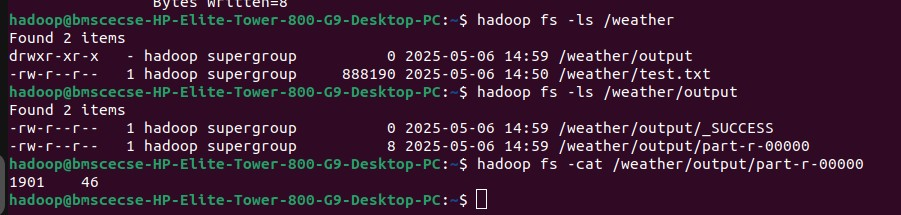 Bytes Written=8
hadoop@bmscecse-HP-Elite-Tower-800-G9-Desktop-PC:~$ hadoop fs -ls /weather
Found 2 items
drwxr-xr-x   - hadoop supergroup          0 2025-05-06 14:59 /weather/output
-rw-r--r--   1 hadoop supergroup     888190 2025-05-06 14:50 /weather/test.txt
hadoop@bmscecse-HP-Elite-Tower-800-G9-Desktop-PC:~$ hadoop fs -ls /weather/output
Found 2 items
-rw-r--r--   1 hadoop supergroup          0 2025-05-06 14:59 /weather/output/_SUCCESS
-rw-r--r--   1 hadoop supergroup          8 2025-05-06 14:59 /weather/output/part-r-00000
hadoop@bmscecse-HP-Elite-Tower-800-G9-Desktop-PC:~$ hadoop fs -cat /weather/output/part-r-00000
1901    46
hadoop@bmscecse-HP-Elite-Tower-800-G9-Desktop-PC:~$